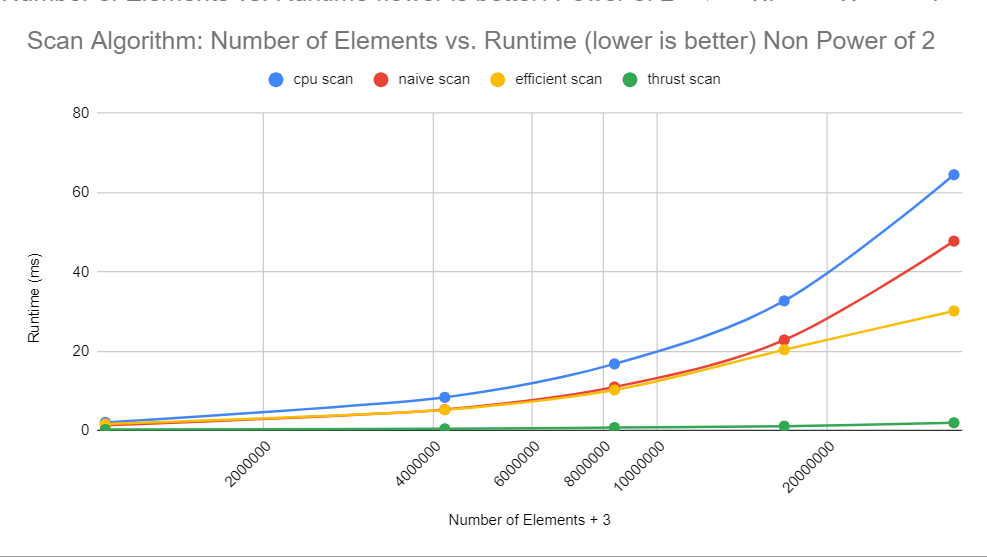 Scan Algorithm: Number of Elements vs. Runtime (lower is better) Non Power of 2
cpu scan naive scan efficient scan thrust scan
80
60
40
20
0
Runtime (ms)
2000000 4000000 6000000 8000000 10000000 20000000
Number of Elements + 3